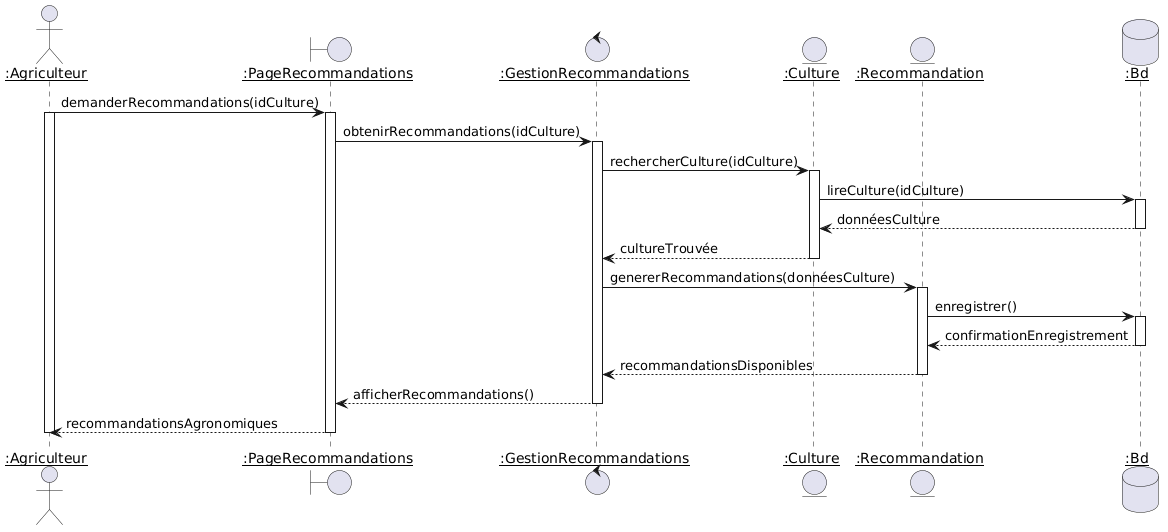 :Agriculteur :PageRecommandations :GestionRecommandations :Culture :Recommandation :Bd
demanderRecommandations(idCulture)
obtenirRecommandations(idCulture)
rechercherCulture(idCulture)
lireCulture(idCulture)
donnéesCulture
cultureTrouvée
genererRecommandations(donnéesCulture)
enregistrer()
confirmationEnregistrement
recommandationsDisponibles
afficherRecommandations()
recommandationsAgronomiques
:Agriculteur :PageRecommandations :GestionRecommandations :Culture :Recommandation :Bd